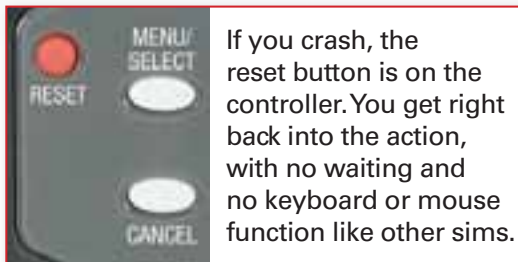 MENU/
SELECT
RESET
CANCEL
If you crash, the
reset button is on the
controller. You get right
back into the action,
with no waiting and
no keyboard or mouse
function like other sims.